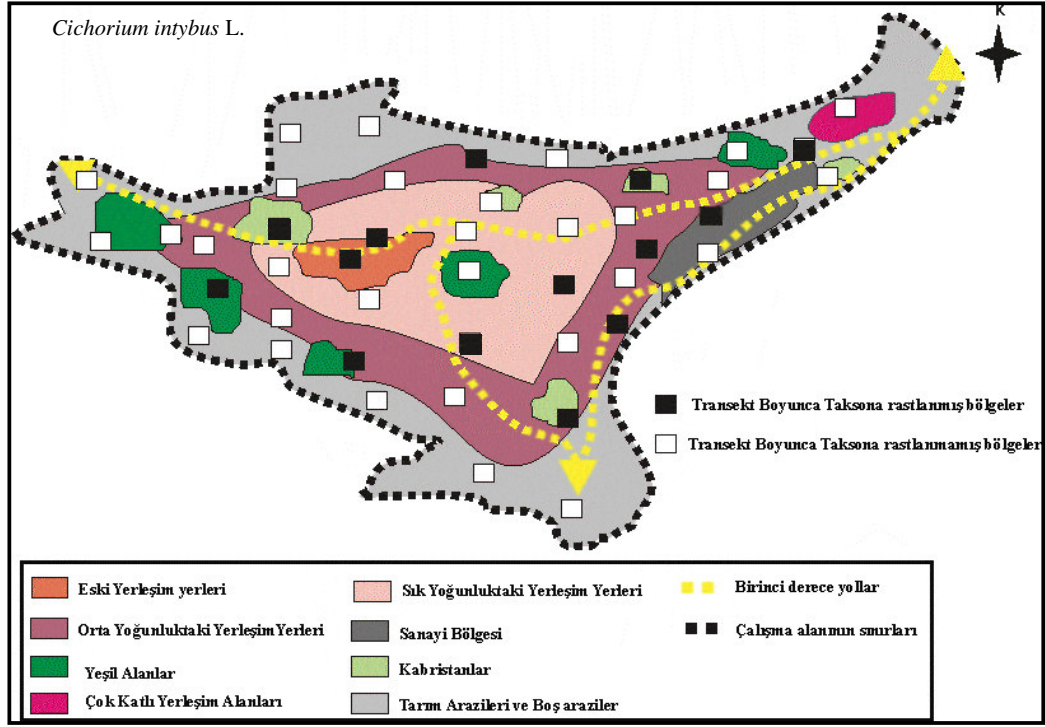 Cichorium intybus L.
K
Transekt Boyunca Taksona rastlanmış bölgeler
Transekt Boyunca Taksona rastlanmamış bölgeler
Eski Yerleşim yerleri
Sık Yoğunluktaki Yerleşim Yerleri
Birinci derece yollar
Orta Yoğunluktaki Yerleşim Yerleri
Sanayi Bölgesi
Çalışma alanının sınırları
Yeşil Alanlar
Kabristanlar
Çok Katlı Yerleşim Alanları
Tarım Arazileri ve Boş araziler